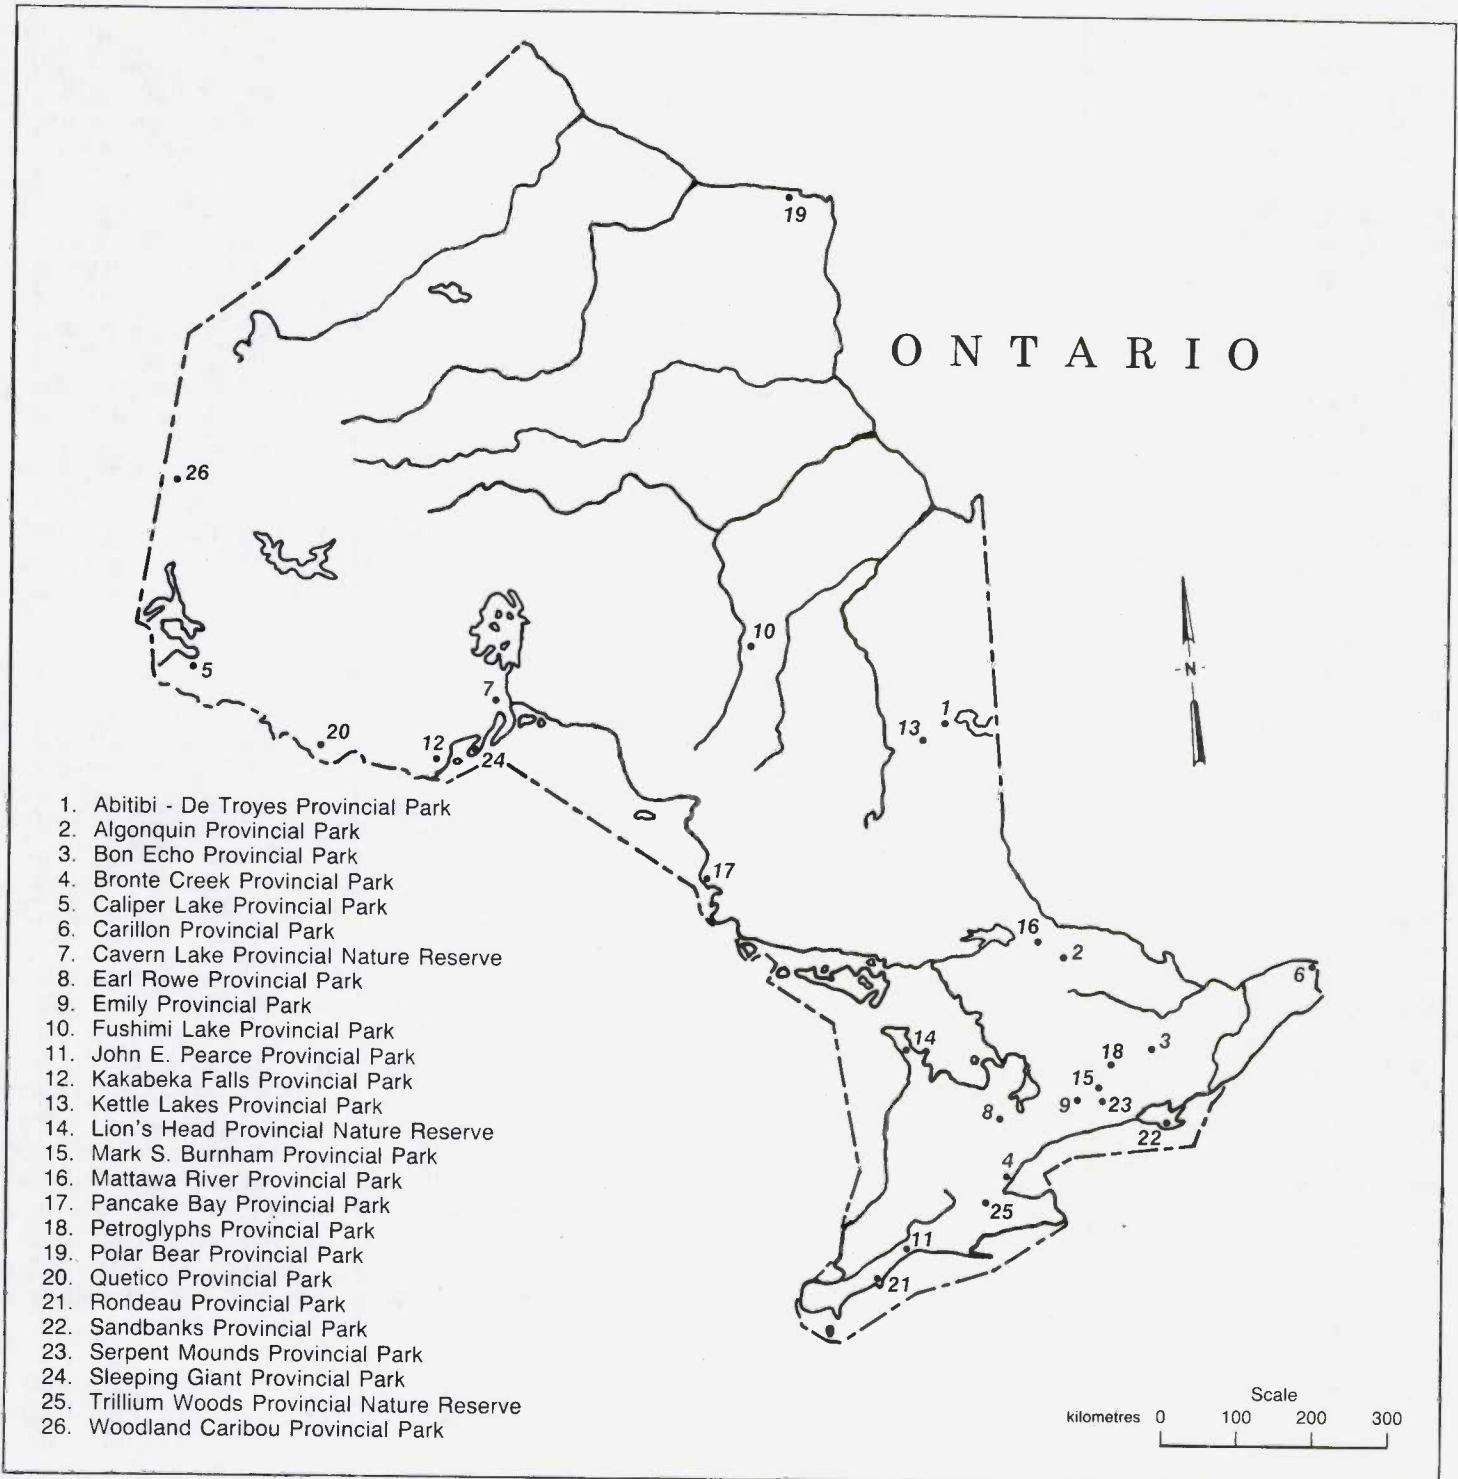 19
ONTARIO
26
10
5
7
1
13
20
12
24
17
16
2
6
14
3
18
15
9
23
8
22
4
25
11
21
1. Abitibi - De Troyes Provincial Park
2. Algonquin Provincial Park
3. Bon Echo Provincial Park
4. Bronte Creek Provincial Park
5. Caliper Lake Provincial Park
6. Carillon Provincial Park
7. Cavern Lake Provincial Nature Reserve
8. Earl Rowe Provincial Park
9. Emily Provincial Park
10. Fushimi Lake Provincial Park
11. John E. Pearce Provincial Park
12. Kakabeka Falls Provincial Park
13. Kettle Lakes Provincial Park
14. Lion's Head Provincial Nature Reserve
15. Mark S. Burnham Provincial Park
16. Mattawa River Provincial Park
17. Pancake Bay Provincial Park
18. Petroglyphs Provincial Park
19. Polar Bear Provincial Park
20. Quetico Provincial Park
21. Rondeau Provincial Park
22. Sandbanks Provincial Park
23. Serpent Mounds Provincial Park
24. Sleeping Giant Provincial Park
25. Trillium Woods Provincial Nature Reserve
26. Woodland Caribou Provincial Park
-N-
Scale
kilometres 0 100 200 300